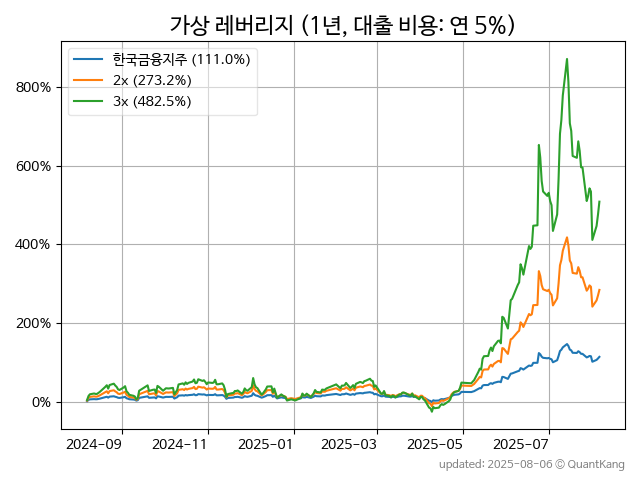 가상 레버리지 (1년, 대출 비용: 연 5%)
한국금융지주 (111.0%)
2x (273.2%)
3x (482.5%)
800%
600%
400%
200%
0%
2024-09 2024-11 2025-01 2025-03 2025-05 2025-07
updated: 2025-08-06 © QuantKang